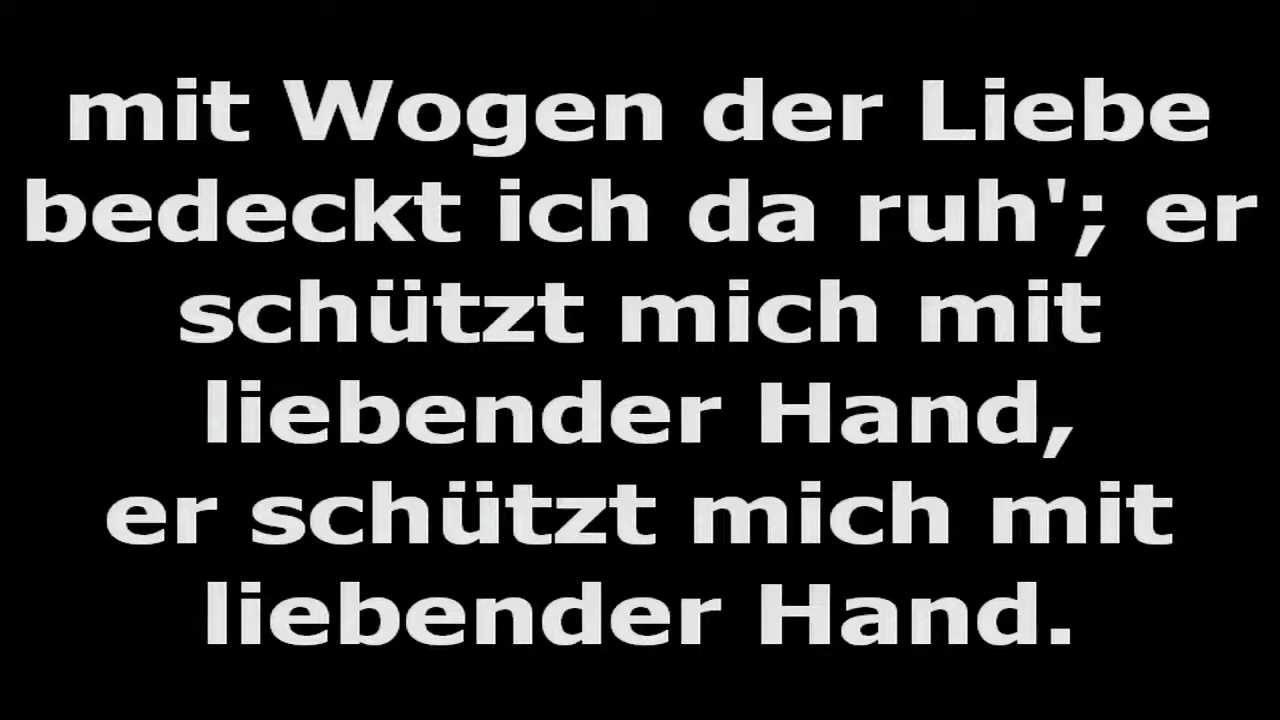 mit Wogen der Liebe
bedeckt ich da ruh'; er
schützt mich mit
liebender Hand,
er schützt mich mit
liebender Hand.